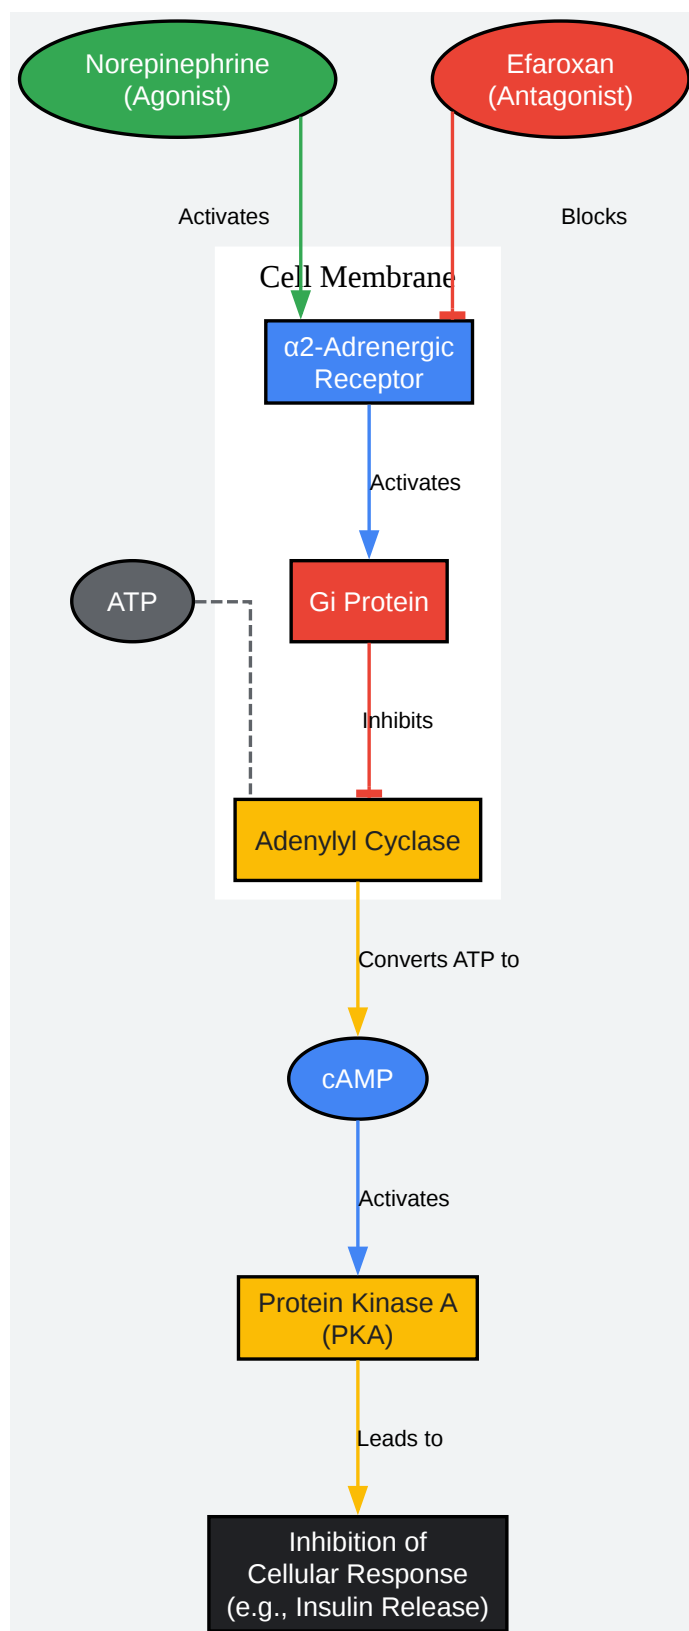 Norepinephrine
(Agonist)
Efaroxan
(Antagonist)
Activates
Blocks
Cell Membrane
α2-Adrenergic
Receptor
Activates
ATP
Gi Protein
Inhibits
Adenylyl Cyclase
Converts ATP to
cAMP
Activates
Protein Kinase A
(PKA)
Leads to
Inhibition of
Cellular Response
(e.g., Insulin Release)